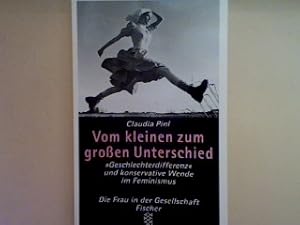 Claudia Pinl
Vom kleinen zum
großen Unterschied
»Geschlechterdifferenz«
und konservative Wende
im Feminismus
Die Frau in der Gesellschaft
Fischer